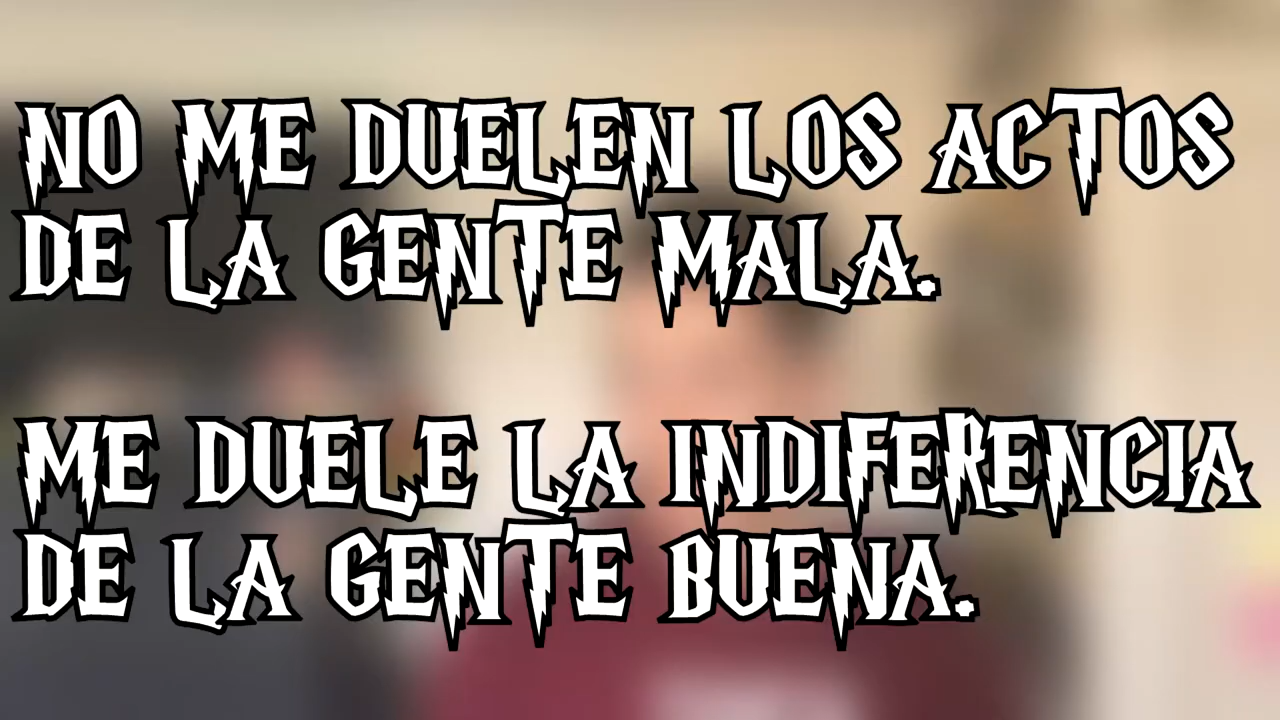 NO ME DUELEN LOS ACTOS
DE LA GENTE MALA.
ME DUELE LA INDIFERENCIA
DE LA GENTE BUENA.